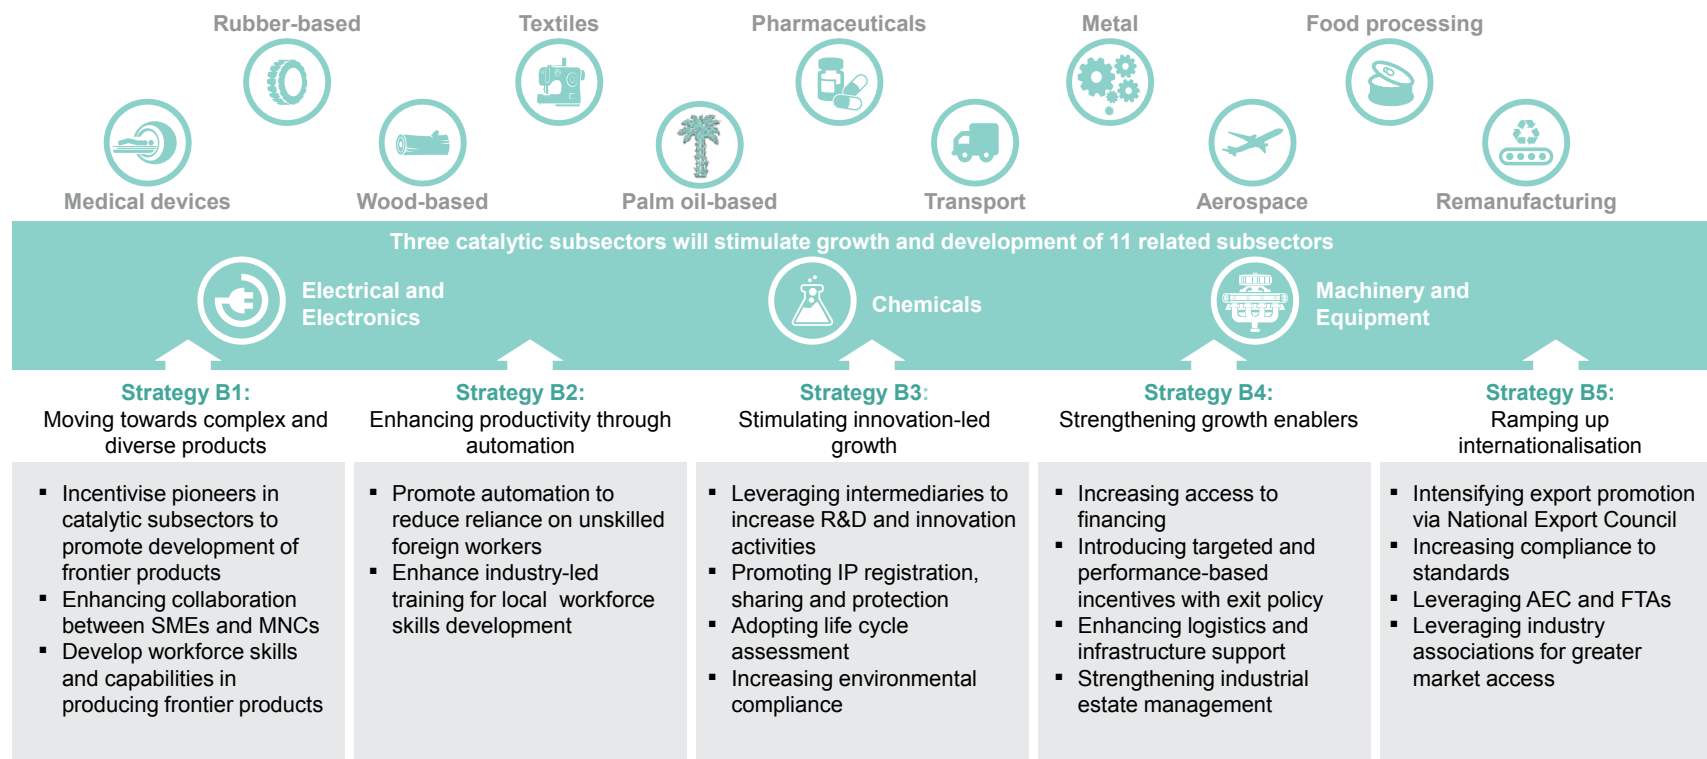 Rubber-based
Textiles
Pharmaceuticals
Metal
Food processing
Medical devices
Wood-based
Palm oil-based
Transport
Aerospace
Remanufacturing
Three catalytic subsectors will stimulate growth and development of 11 related subsectors
Electrical and
Electronics
Chemicals
Machinery and
Equipment
Strategy B1:
Moving towards complex and
diverse products
▪ Incentivise pioneers in
catalytic subsectors to
promote development of
frontier products
▪ Enhancing collaboration
between SMEs and MNCs
▪ Develop workforce skills
and capabilities in
producing frontier products
Strategy B2:
Enhancing productivity through
automation
▪ Promote automation to
reduce reliance on unskilled
foreign workers
▪ Enhance industry-led
training for local workforce
skills development
Strategy B3:
Stimulating innovation-led
growth
▪ Leveraging intermediaries to
increase R&D and innovation
activities
▪ Promoting IP registration,
sharing and protection
▪ Adopting life cycle
assessment
▪ Increasing environmental
compliance
Strategy B4:
Strengthening growth enablers
▪ Increasing access to
financing
▪ Introducing targeted and
performance-based
incentives with exit policy
▪ Enhancing logistics and
infrastructure support
▪ Strengthening industrial
estate management
Strategy B5:
Ramping up
internationalisation
▪ Intensifying export promotion
via National Export Council
▪ Increasing compliance to
standards
▪ Leveraging AEC and FTAs
▪ Leveraging industry
associations for greater
market access